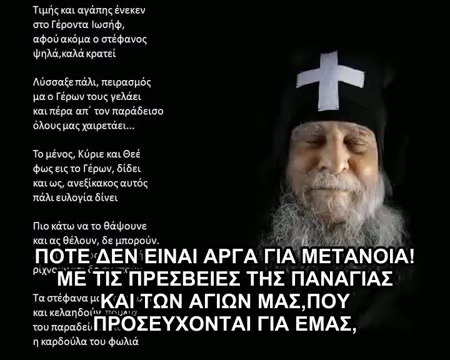 Τιμής και αγάπης ένεκεν
στο Γέροντα Ιωσήφ,
αφού ακόμα ο στέφανος
ψηλά,καλά κρατεί
Λύσσαξε πάλι, πειρασμός
μα ο Γέρων τους γελάει
και πέρα απ΄ τον παράδεισο
όλους μας χαιρετάει...
Το μένος, Κύριε και Θεέ
φως εις το Γέρων, δίδει
και ως, ανεξίκακος αυτός
πάλι ευλογία δίνει
Πιο κάτω να το θάψουνε
και ας θέλουν, δε μπορούν.
Τα στέφανα
και κελαηδούν
του παραδεί
η καρδούλα του φωλιά
ΠΟΤΕ ΔΕΝ ΕΙΝΑΙ ΑΡΓΑ ΓΙΑ ΜΕΤΑΝΟΙΑ!
ΜΕ ΤΙΣ ΠΡΕΣΒΕΙΕΣ ΤΗΣ ΠΑΝΑΓΙΑΣ
ΚΑΙ ΤΩΝ ΑΓΙΩΝ ΜΑΣ,ΠΟΥ
ΠΡΟΣΕΥΧΟΝΤΑΙ ΓΙΑ ΕΜΑΣ,